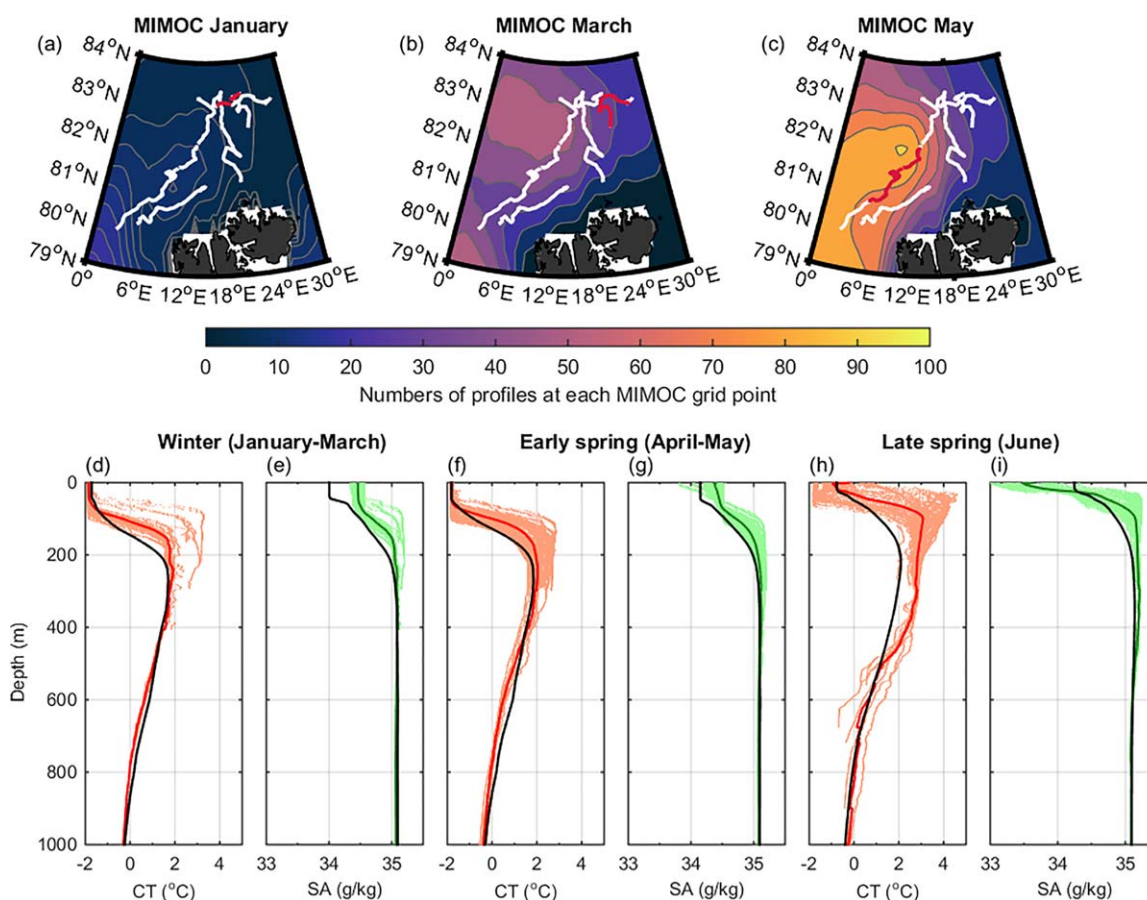 MIMOC January MIMOC March MIMOC May
(a) (b) (c)
84°N 84°N 84°N
83°N 83°N 83°N
82°N 82°N 82°N
81°N 81°N 81°N
80°N 80°N 80°N
79°N 79°N 79°N
0° 6°E 12°E 18°E 24°E 30°E 0° 6°E 12°E 18°E 24°E 30°E 0° 6°E 12°E 18°E 24°E 30°E
0 10 20 30 40 50 60 70 80 90 100
Numbers of profiles at each MIMOC grid point
Winter (January-March) Early spring (April-May) Late spring (June)
(d) (e) (f) (g) (h) (i)
0
200
400
600
800
1000
Depth (m)
-2 0 2 4 33 34 35 -2 0 2 4 33 34 35 -2 0 2 4 33 34 35
CT (°C) SA (g/kg) CT (°C) SA (g/kg) CT (°C) SA (g/kg)